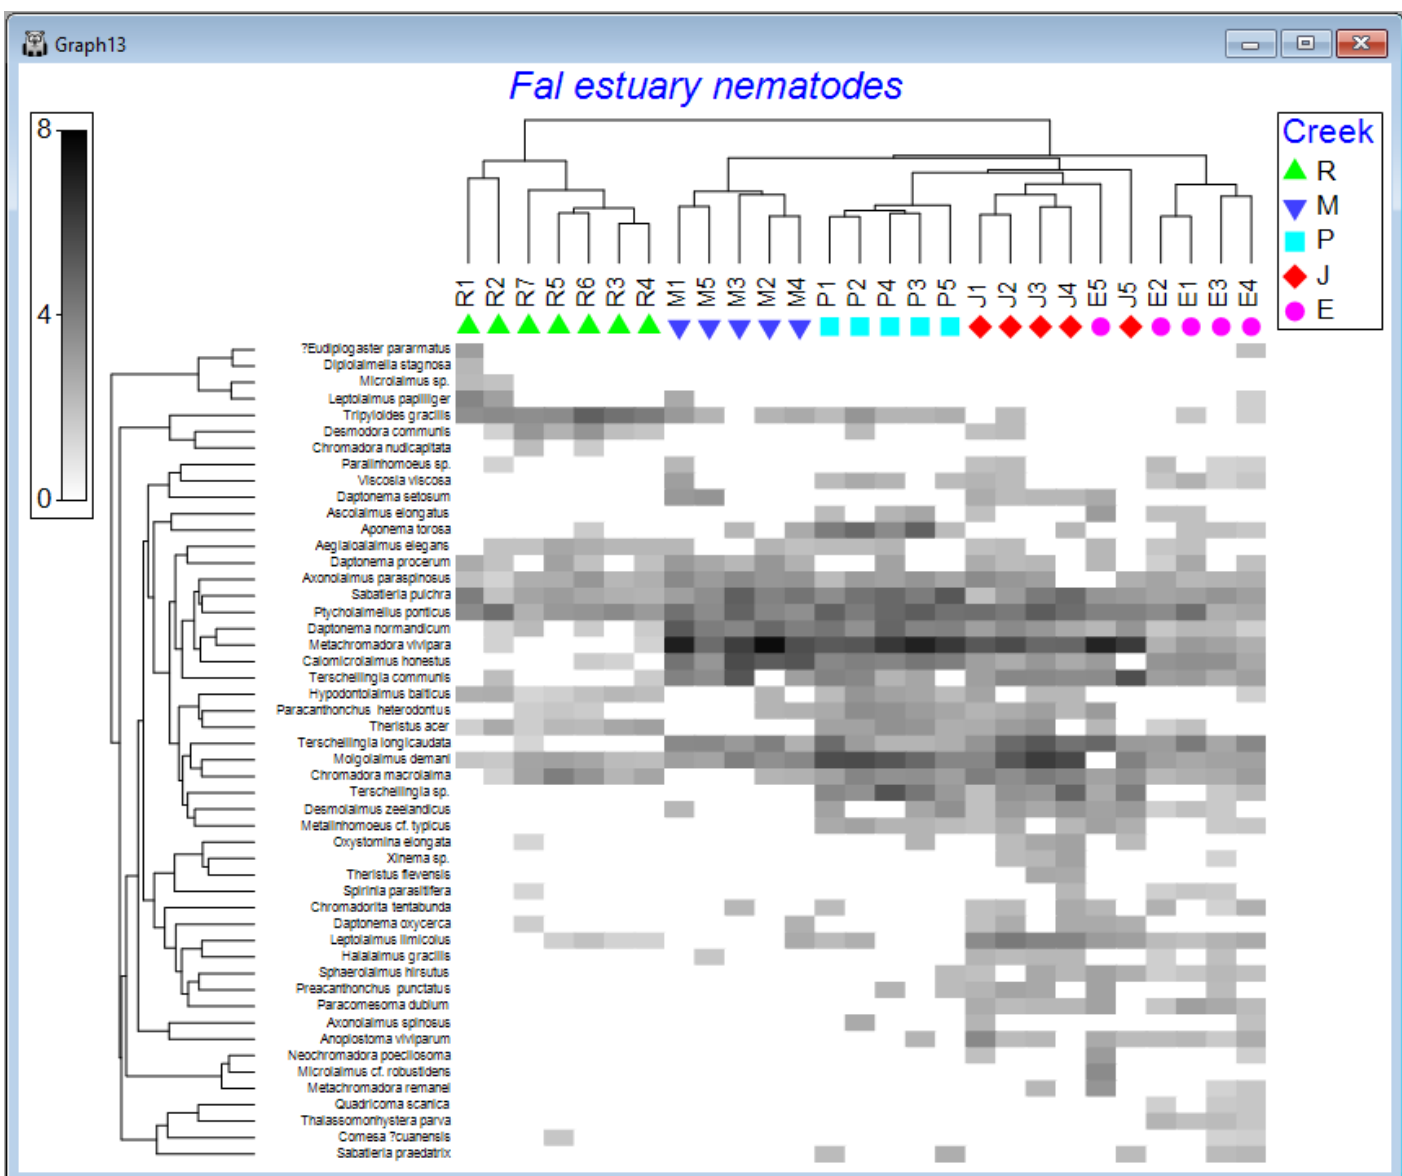 Graph13
Fal estuary nematodes
8
4
0
Creek
R
M
P
J
E
R1 R2 R7 R5 R6 R3 R4 M1 M5 M3 M2 M4 P1 P2 P4 P3 P5 J1 J2 J3 J4 E5 J5 E2 E1 E3 E4
?Eudiplogaster pararmatus
Diplolaimella stagnosa
Microlaimus sp.
Leptolaimus papilliger
Tripyloides gracilis
Desmodora communis
Chromadora nudicapitata
Paralinhomoeus sp.
Viscosia viscosa
Daptonema setosum
Ascolaimus elongatus
Aponema torosa
Aegialoalaimus elegans
Daptonema procerum
Axonolaimus paraspinosus
Sabatieria pulchra
Ptycholaimellus ponticus
Daptonema normandicum
Metachromadora vivipara
Calomicrolaimus honestus
Terschellingia communis
Hypodontolaimus balticus
Paracanthonchus heterodontus
Theristus acer
Terschellingia longicaudata
Molgolaimus demani
Chromadora macrolaima
Terschellingia sp.
Desmolaimus zeelandicus
Metalinhomoeus cf. typicus
Oxystomina elongata
Xinema sp.
Theristus flevensis
Spirinia parasitifera
Chromadorita tentabunda
Daptonema oxycerca
Leptolaimus limicolus
Halalaimus gracilis
Sphaerolaimus hirsutus
Preacanthonchus punctatus
Paracomesoma dubium
Axonolaimus spinosus
Anoplostoma viviparum
Neochromadora poecilosoma
Microlaimus cf. robustidens
Metachromadora remanei
Quadricoma scanica
Thalassomonhystera parva
Comesa ?cuanensis
Sabatieria praedatrix